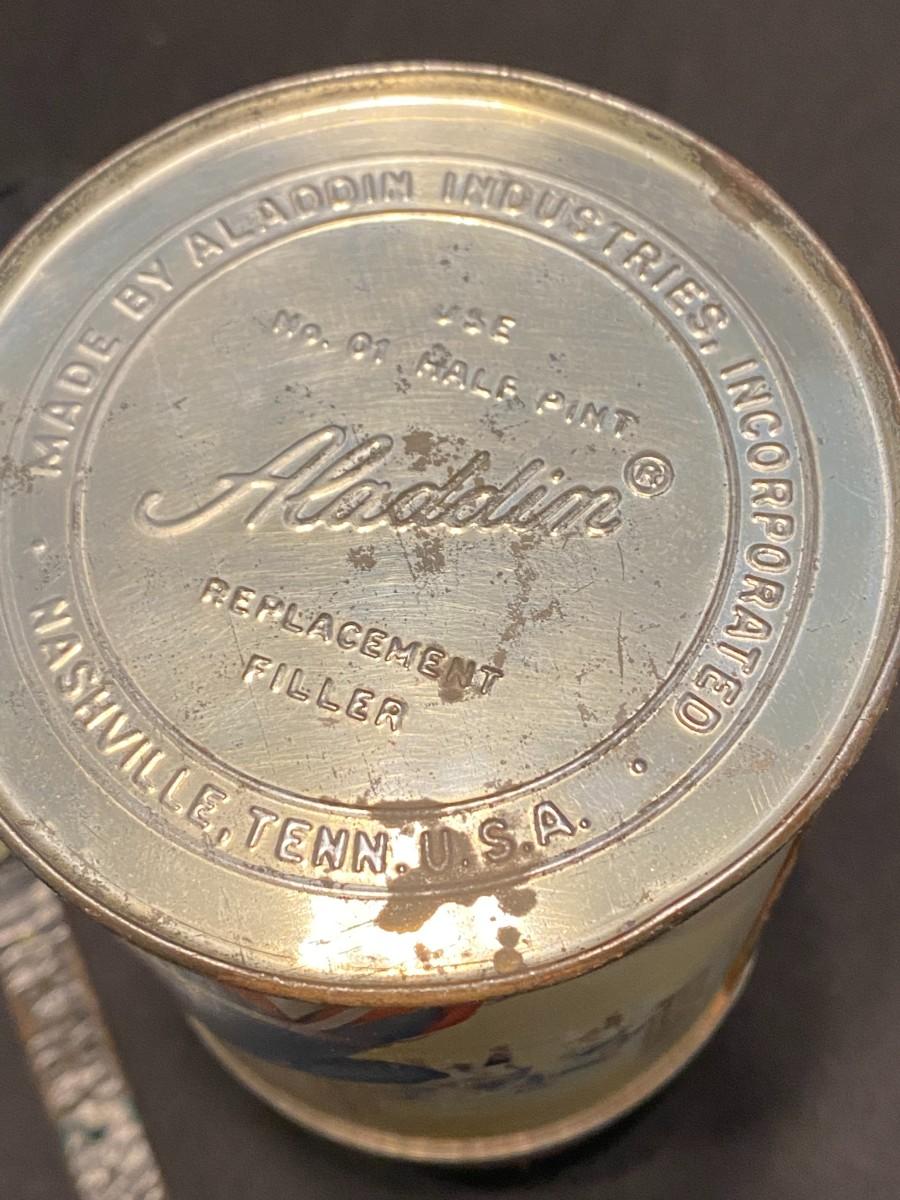 MADE BY ALADDIN INDUSTRIES, INCORPORATED
USE
No. 01 HALF PINT
Aladdin®
REPLACEMENT
FILLER
NASHVILLE, TENN. U.S.A.